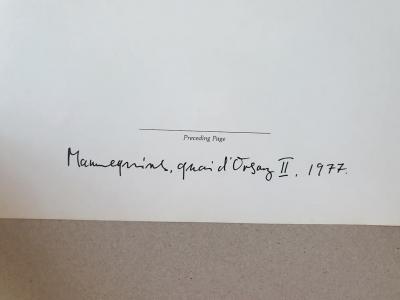 Preceding Page
Mannequins, quai d'Orsay II, 1977.